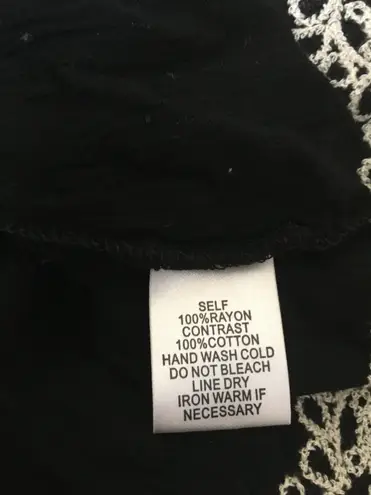 SELF
100%RAYON
CONTRAST
100%COTTON
HAND WASH COLD
DO NOT BLEACH
LINE DRY
IRON WARM IF
NECESSARY